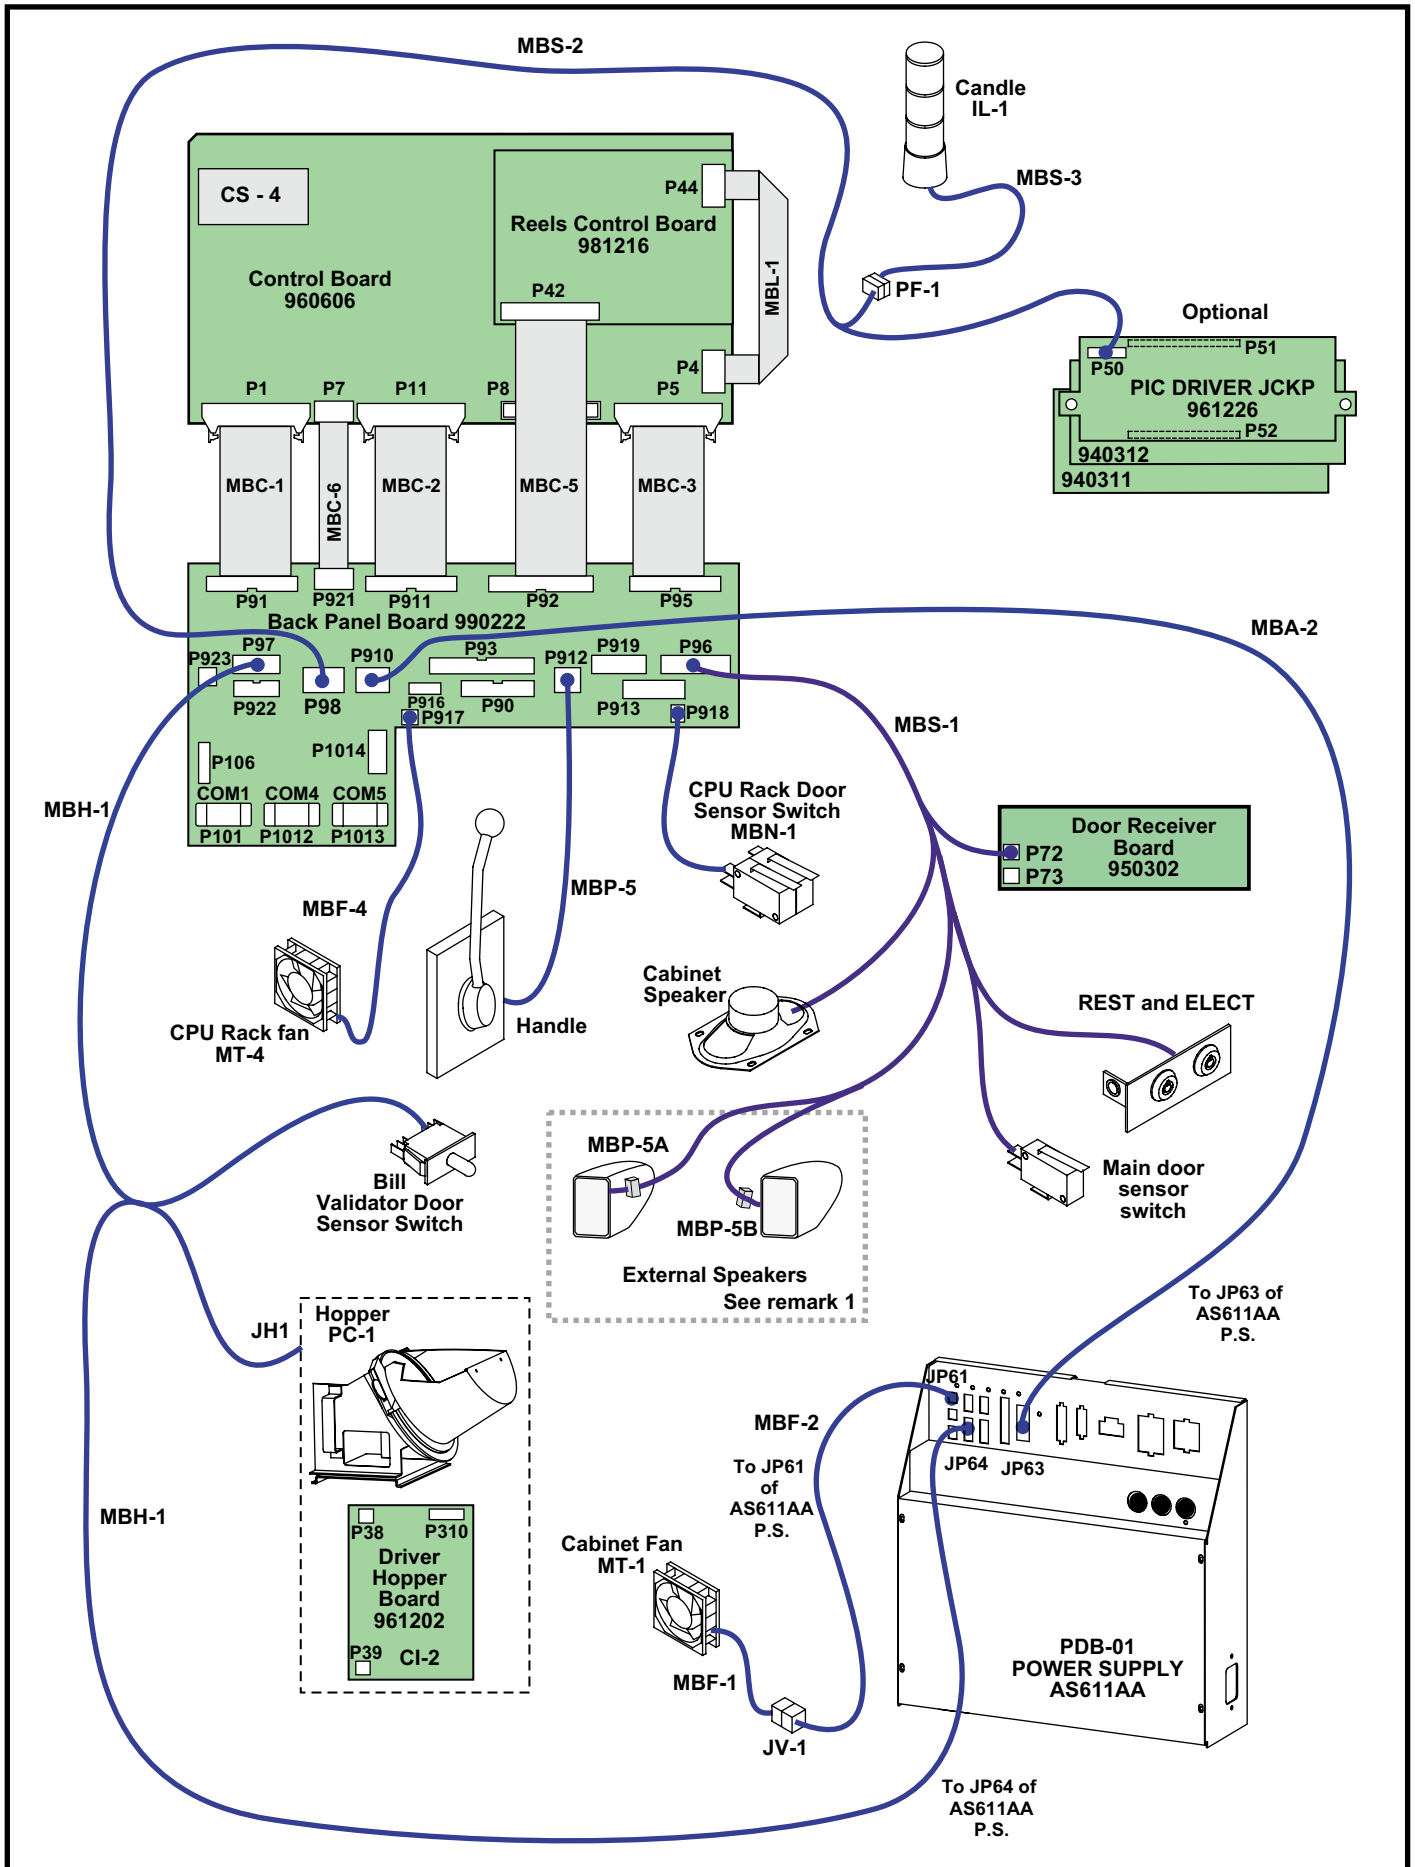 MBS-2
Candle
IL-1
MBS-3
CS - 4
P44
Reels Control Board
981216
MBL-1
Control Board
960606
P42
PF-1
Optional
P4
P51
P50
PIC DRIVER JCKP
961226
P52
940312
940311
P1
P7
P11
P8
P5
MBC-1
MBC-6
MBC-2
MBC-5
MBC-3
P91
P921
P911
P92
P95
Back Panel Board 990222
MBA-2
P923
P97
P910
P93
P912
P919
P96
P922
P98
P916
P917
P90
P913
P918
MBS-1
P106
P1014
COM1
COM4
COM5
P101
P1012
P1013
MBH-1
CPU Rack Door
Sensor Switch
MBN-1
Door Receiver
Board
950302
P72
P73
MBF-4
MBP-5
Cabinet
Speaker
REST and ELECT
CPU Rack fan
MT-4
Handle
MBP-5A
MBP-5B
External Speakers
See remark 1
Bill
Validator Door
Sensor Switch
Main door
sensor
switch
JH1
Hopper
PC-1
To JP63 of
AS611AA
P.S.
JP61
MBF-2
JP64
JP63
To JP61
of
AS611AA
P.S.
MBH-1
P38
P310
Driver
Hopper
Board
961202
P39
CI-2
Cabinet Fan
MT-1
MBF-1
JV-1
PDB-01
POWER SUPPLY
AS611AA
To JP64 of
AS611AA
P.S.